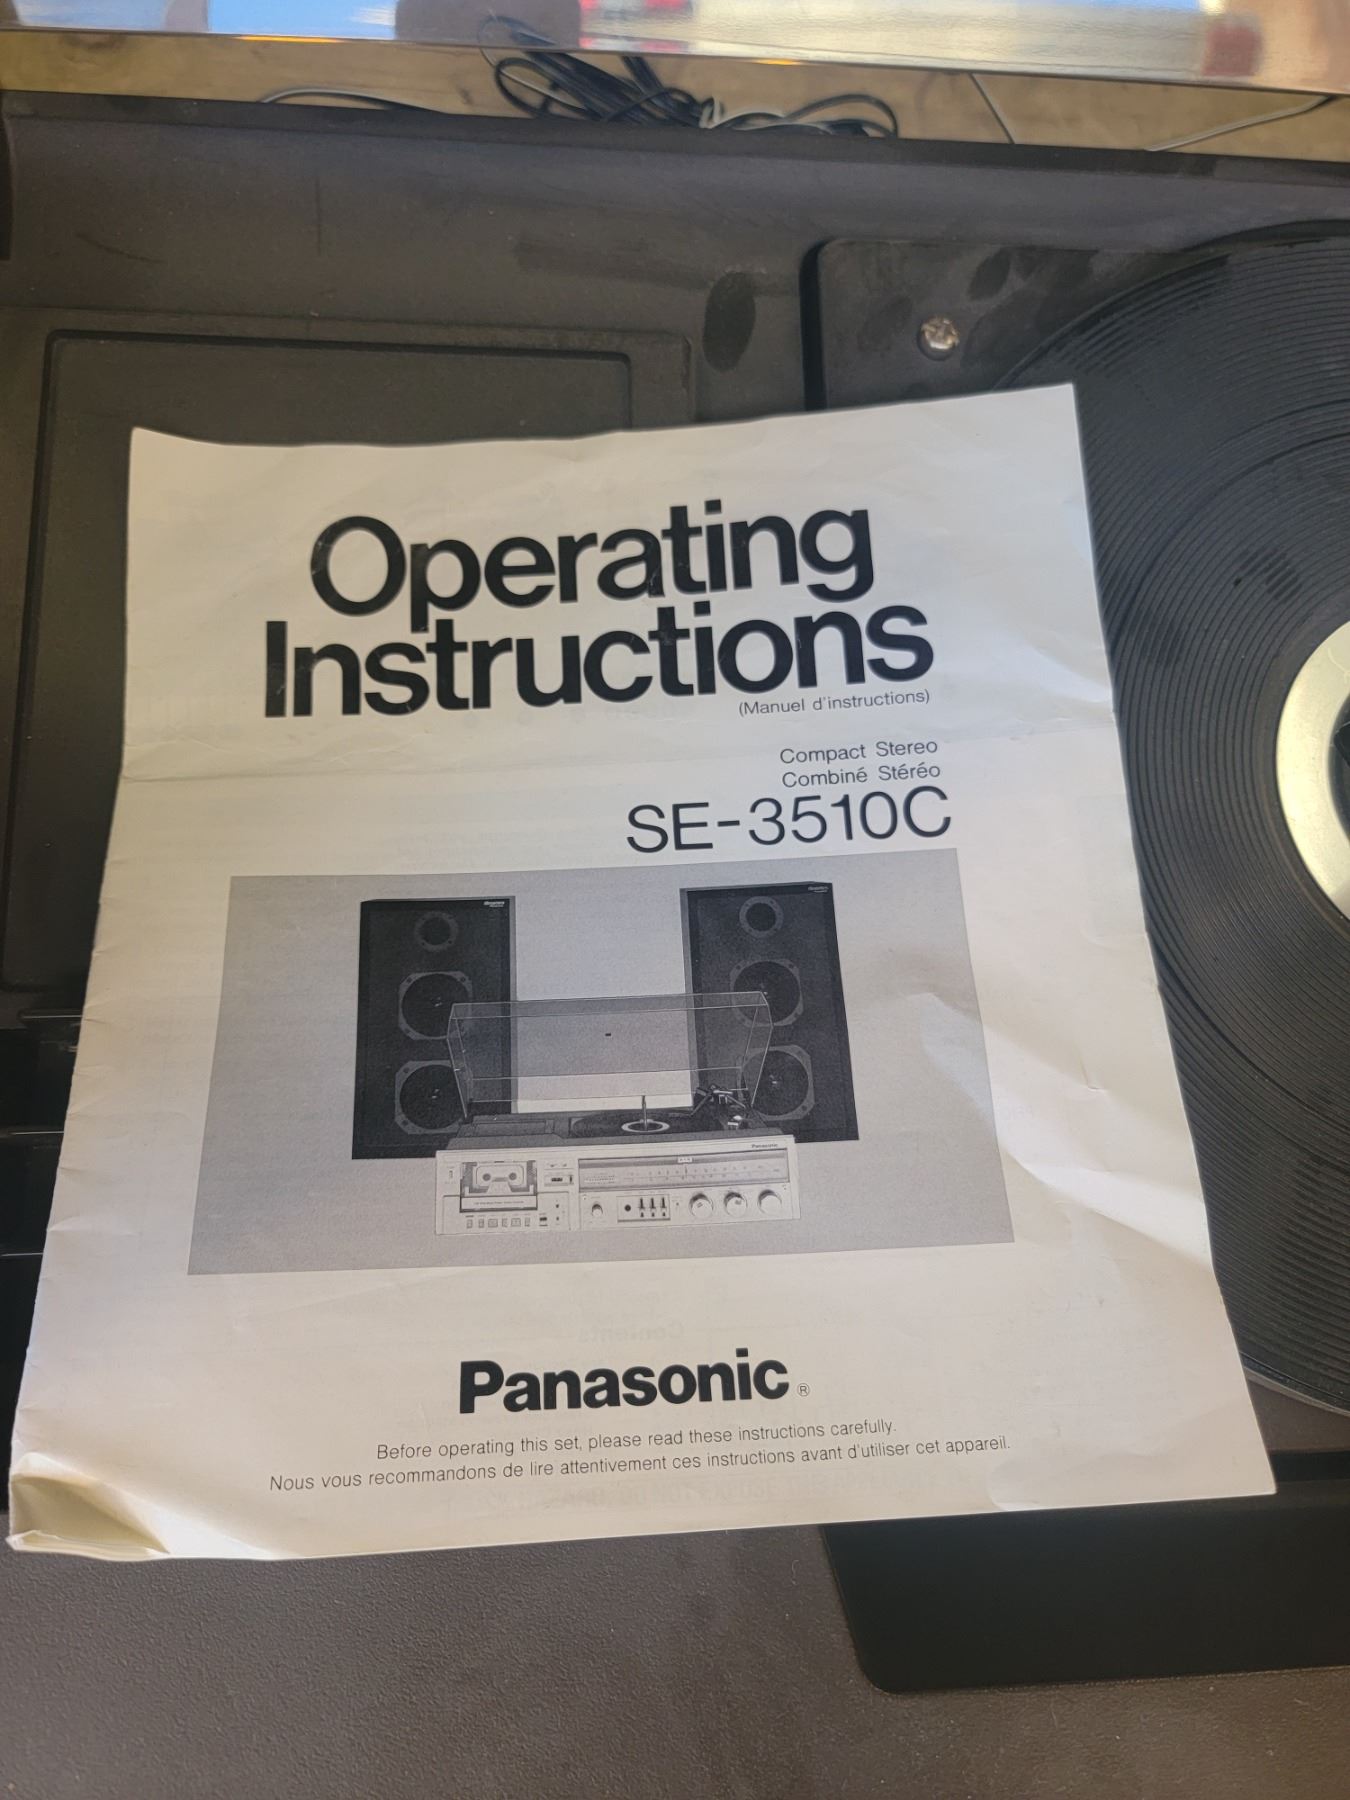 Operating
Instructions
(Manuel d'instructions)
Compact Stereo
Combiné Stéréo
SE-3510C
Panasonic
Panasonic ®
Before operating this set, please read these instructions carefully.
Nous vous recommandons de lire attentivement ces instructions avant d'utiliser cet appareil.